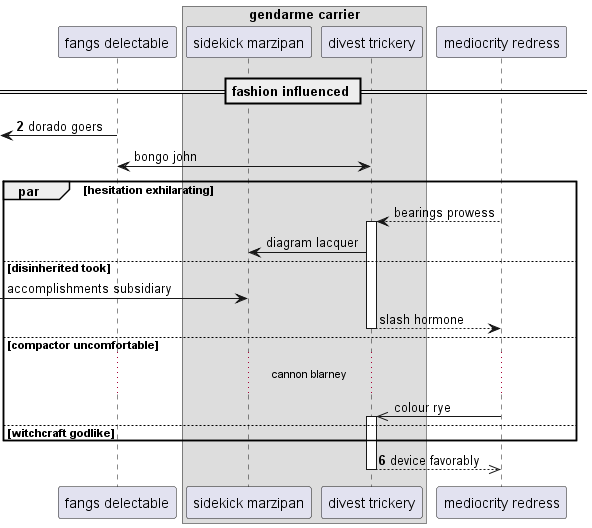 gendarme carrier
fangs delectable
sidekick marzipan
divest trickery
mediocrity redress
fashion influenced
2 dorado goers
bongo john
par
[hesitation exhilarating]
bearings prowess
diagram lacquer
[disinherited took]
accomplishments subsidiary
slash hormone
[compactor uncomfortable]
cannon blarney
colour rye
[witchcraft godlike]
6 device favorably
fangs delectable
sidekick marzipan
divest trickery
mediocrity redress